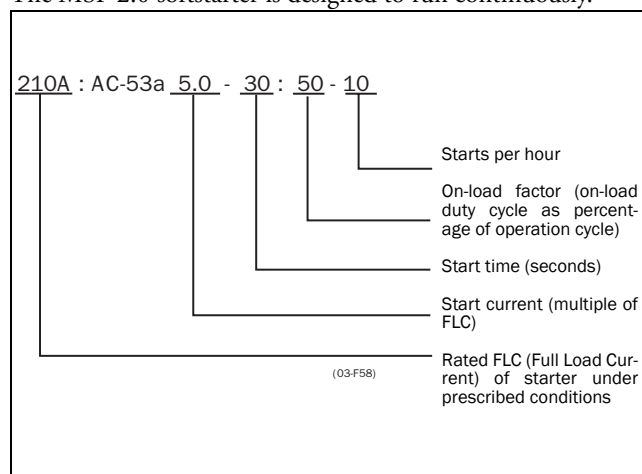 The MSF 2.0 softstarter is designed to run continuously.
210A : AC-53a 5.0 - 30 : 50 - 10
Starts per hour
On-load factor (on-load
duty cycle as percent-
age of operation cycle)
Start time (seconds)
Start current (multiple of
FLC)
Rated FLC (Full Load Cur-
rent) of starter under
prescribed conditions
(03-F58)